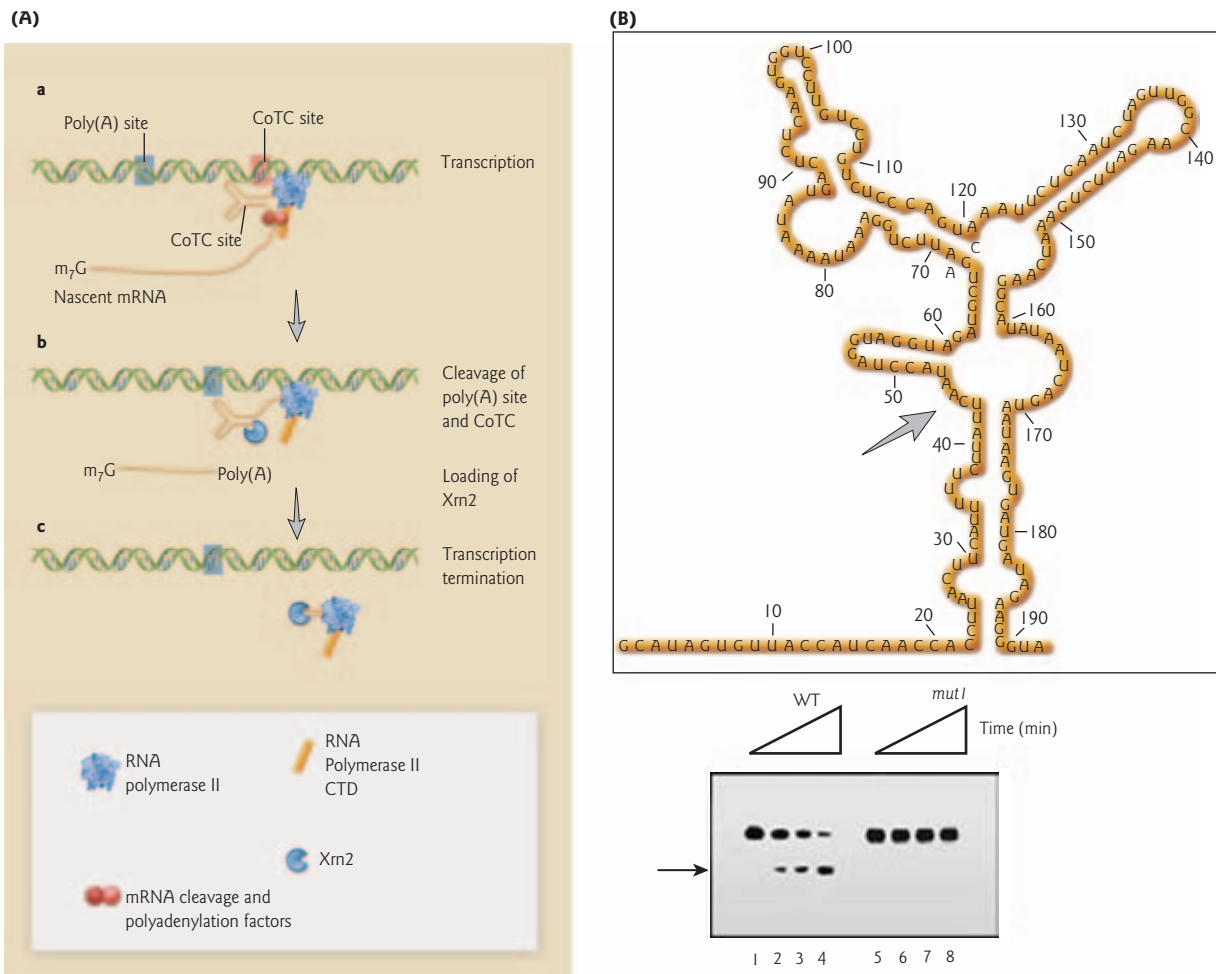 (A)
a
Poly(A) site
CoTC site
Transcription
CoTC site
m7G
Nascent mRNA
b
Cleavage of
poly(A) site
and CoTC
m7G
Poly(A)
Loading of
Xrn2
c
Transcription
termination
RNA
polymerase II
RNA
Polymerase II
CTD
Xrn2
mRNA cleavage and
polyadenylation factors
(B)
100
130
140
110
90
120
150
70
80
60
160
50
40
170
30
180
10
20
190
GCAUAGUGUUACCAUCAACCAC
GUA
WT
mut1
Time (min)
1 2 3 4 5 6 7 8